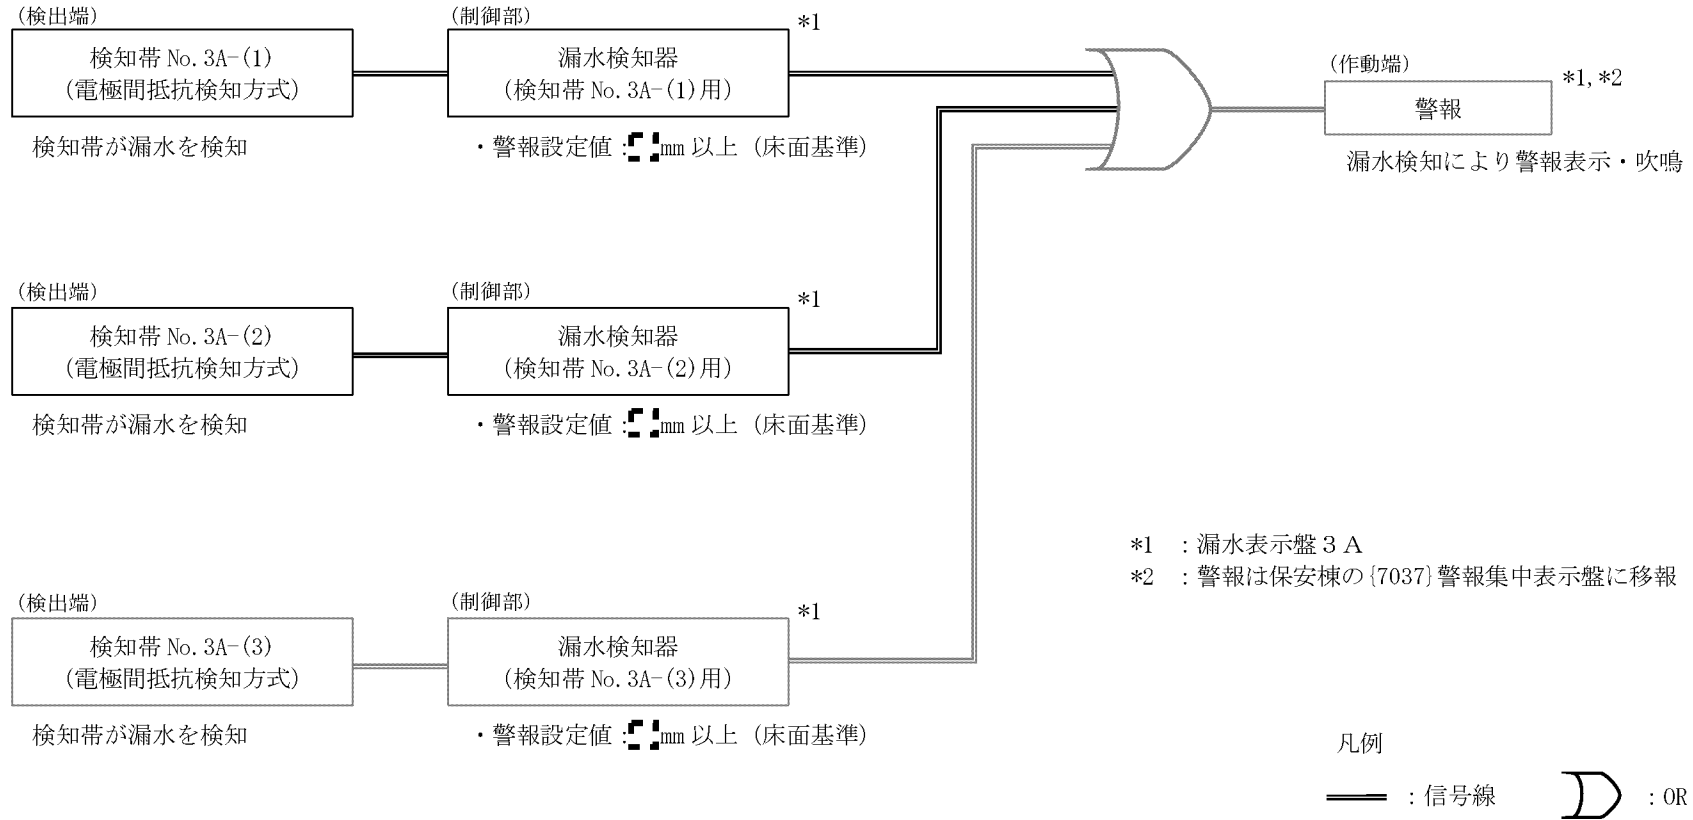 (検出端)
(制御部)
*1
検知帯 No.3A-(1)
(電極間抵抗検知方式)
漏水検知器
(検知帯 No.3A-(1)用)
(作動端)
*1,*2
警報
検知帯が漏水を検知
・警報設定値：mm 以上（床面基準）
漏水検知により警報表示・吹鳴
(検出端)
(制御部)
*1
検知帯 No.3A-(2)
(電極間抵抗検知方式)
漏水検知器
(検知帯 No.3A-(2)用)
検知帯が漏水を検知
・警報設定値：mm 以上（床面基準）
*1 ：漏水表示盤３Ａ
*2 ：警報は保安棟の{7037}警報集中表示盤に移報
(検出端)
(制御部)
*1
検知帯 No.3A-(3)
(電極間抵抗検知方式)
漏水検知器
(検知帯 No.3A-(3)用)
検知帯が漏水を検知
・警報設定値：mm 以上（床面基準）
凡例
：信号線
：OR